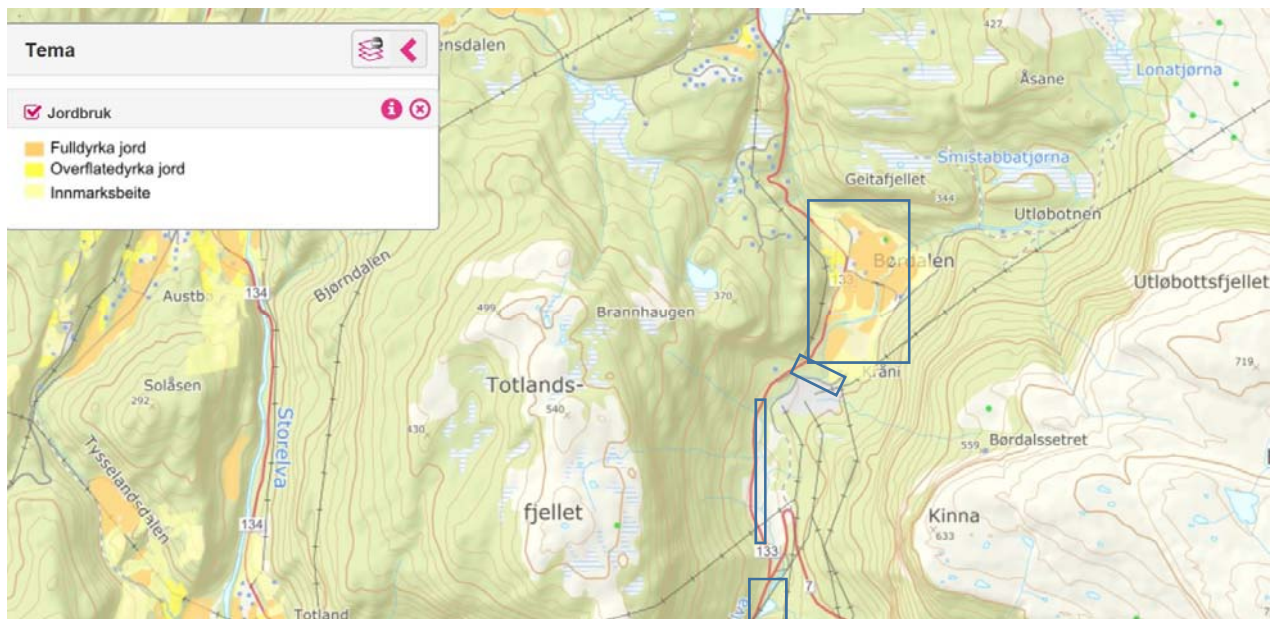 Tema
Jordbruk
Fulldyrka jord
Overflatedyrka jord
Innmarksbeite
ensdalen
427
Åsane
Lonatjørna
Smistabbatjørna
Geitafjellet
344
Utløbotnen
Børdalen
133
Utløbottsfjellet
Bjørndalen
134
Austb
499
Brannhaugen
370
719
Kråni
Solåsen
292
Totlands-
540
430
Storelva
559
Børdalssetret
Tysselandsdalen
fjellet
Kinna
633
134
133
7
Totland